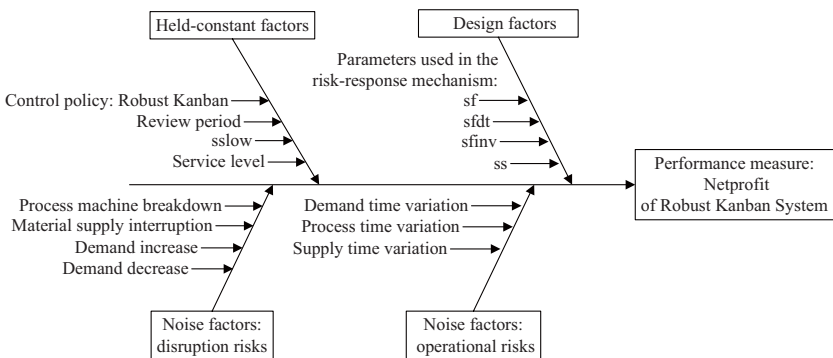 Held-constant factors
Design factors
Parameters used in the
risk-response mechanism:
Control policy: Robust Kanban
Review period
sslow
Service level
sf
sfdt
sfinv
ss
Performance measure:
Netprofit
of Robust Kanban System
Process machine breakdown
Material supply interruption
Demand increase
Demand decrease
Demand time variation
Process time variation
Supply time variation
Noise factors:
disruption risks
Noise factors:
operational risks